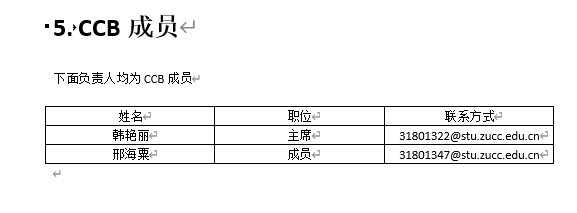 5. CCB 成员
下面负责人均为 CCB 成员
姓名 职位 联系方式
韩艳丽 主席 31801322@stu.zucc.edu.cn
邢海粟 成员 31801347@stu.zucc.edu.cn